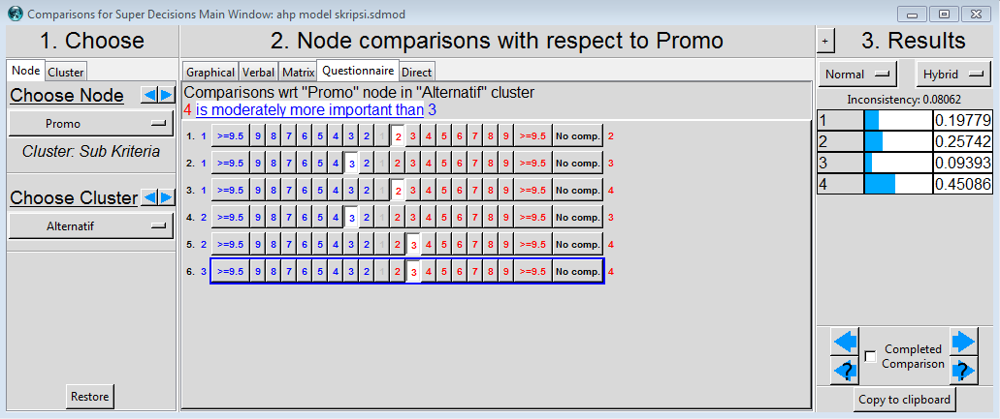 Comparisons for Super Decisions Main Window: ahp model skripsi.sdmod
1. Choose
Node Cluster
Choose Node
Promo
Cluster: Sub Kriteria
Choose Cluster
Alternatif
Restore
2. Node comparisons with respect to Promo
Graphical Verbal Matrix Questionnaire Direct
Comparisons wrt "Promo" node in "Alternatif" cluster
4 is moderately more important than 3
1. 1 >=9.5 9 8 7 6 5 4 3 2 1 2 3 4 5 6 7 8 9 >=9.5 No comp. 2
2. 1 >=9.5 9 8 7 6 5 4 3 2 1 2 3 4 5 6 7 8 9 >=9.5 No comp. 3
3. 1 >=9.5 9 8 7 6 5 4 3 2 1 2 3 4 5 6 7 8 9 >=9.5 No comp. 4
4. 2 >=9.5 9 8 7 6 5 4 3 2 1 2 3 4 5 6 7 8 9 >=9.5 No comp. 3
5. 2 >=9.5 9 8 7 6 5 4 3 2 1 2 3 4 5 6 7 8 9 >=9.5 No comp. 4
6. 3 >=9.5 9 8 7 6 5 4 3 2 1 2 3 4 5 6 7 8 9 >=9.5 No comp. 4
+ 3. Results
Normal Hybrid
Inconsistency: 0.08062
1 0.19779
2 0.25742
3 0.09393
4 0.45086
Completed
Comparison
? ?
Copy to clipboard